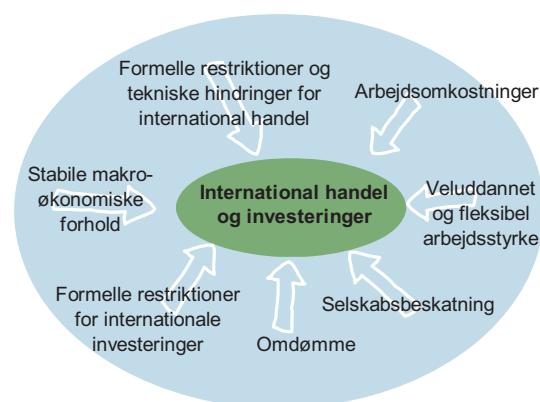 Formelle restriktioner og
tekniske hindringer for
international handel
Arbejdsomkostninger
Stabile makro-
økonomiske
forhold
International handel
og investeringer
Veluddannet
og fleksibel
arbejdsstyrke
Formelle restriktioner
for internationale
investeringer
Omdømme
Selskabsbeskatning